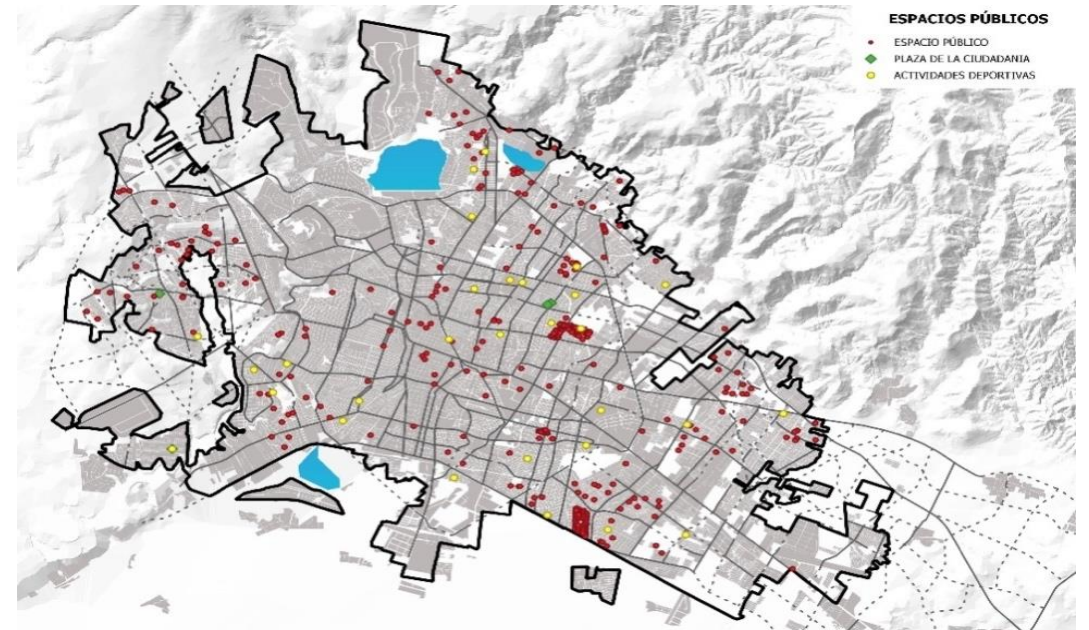 ESPACIOS PÚBLICOS
ESPACIO PÚBLICO
PLAZA DE LA CIUDADANIA
ACTIVIDADES DEPORTIVAS